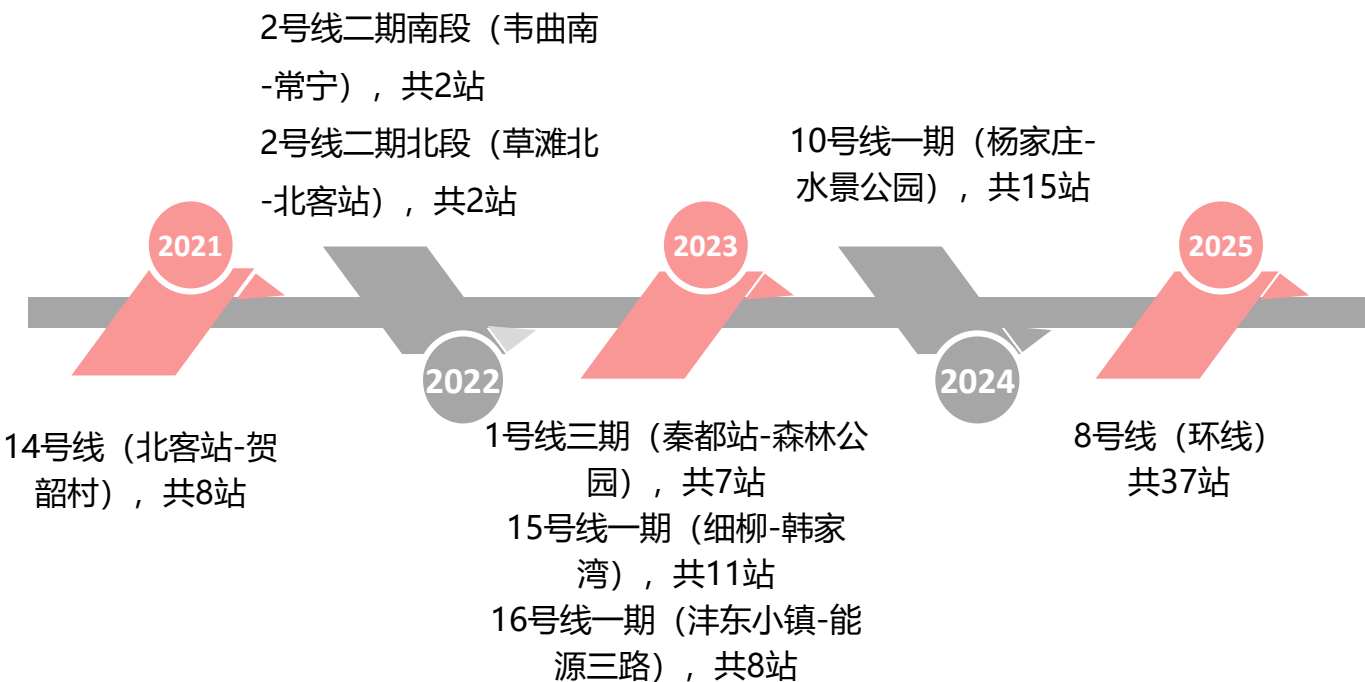 2号线二期南段（韦曲南
-常宁），共2站
2号线二期北段（草滩北
-北客站），共2站
10号线一期（杨家庄-
水景公园），共15站
2021
2023
2025
2022
2024
14号线（北客站-贺
韶村），共8站
1号线三期（秦都站-森林公
园），共7站
15号线一期（细柳-韩家
湾），共11站
16号线一期（沣东小镇-能
源三路），共8站
8号线（环线）
共37站